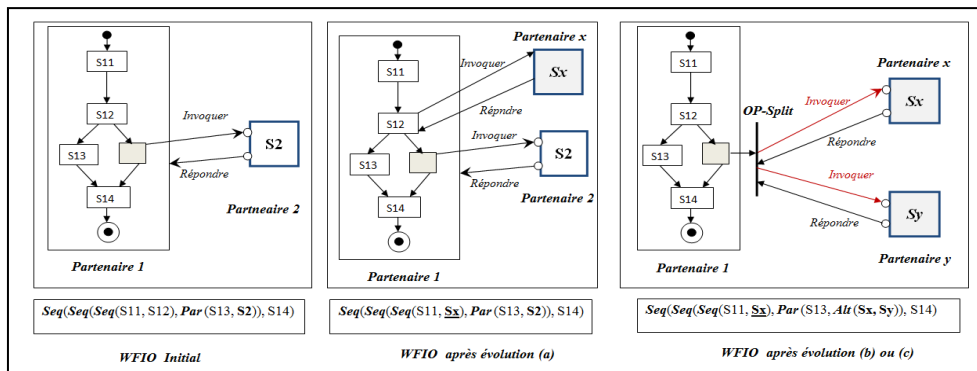 S11
S12
S13
S14
Invoquer
Répondre
S2
Partneaire 2
Partenaire 1
Seq(Seq(Seq(S11, S12), Par (S13, S2)), S14)
WFIO Initial
Partenaire x
S11
Invoquer
Sx
Répndre
S12
Invoquer
S13
S2
Répondre
S14
Partenaire 2
Partenaire 1
Seq(Seq(Seq(S11, Sx), Par(S13, S2)), S14)
WFIO après évolution (a)
Partenaire x
S11
Invoquer
Sx
OP-Split
S12
Répondre
S13
Invoquer
S14
Répondre
Sy
Partenaire 1
Partenaire y
Seq(Seq(Seq(S11, Sx), Par(S13, Alt (Sx, Sy)), S14)
WFIO après évolution (b) ou (c)